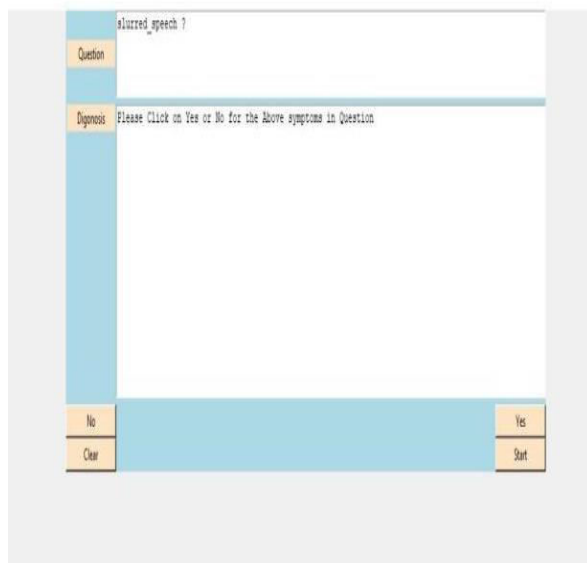 slurred_speech ?
Question
Digonosis
Please Click on Yes or No for the Above symptoms in Question
No
Yes
Clear
Start